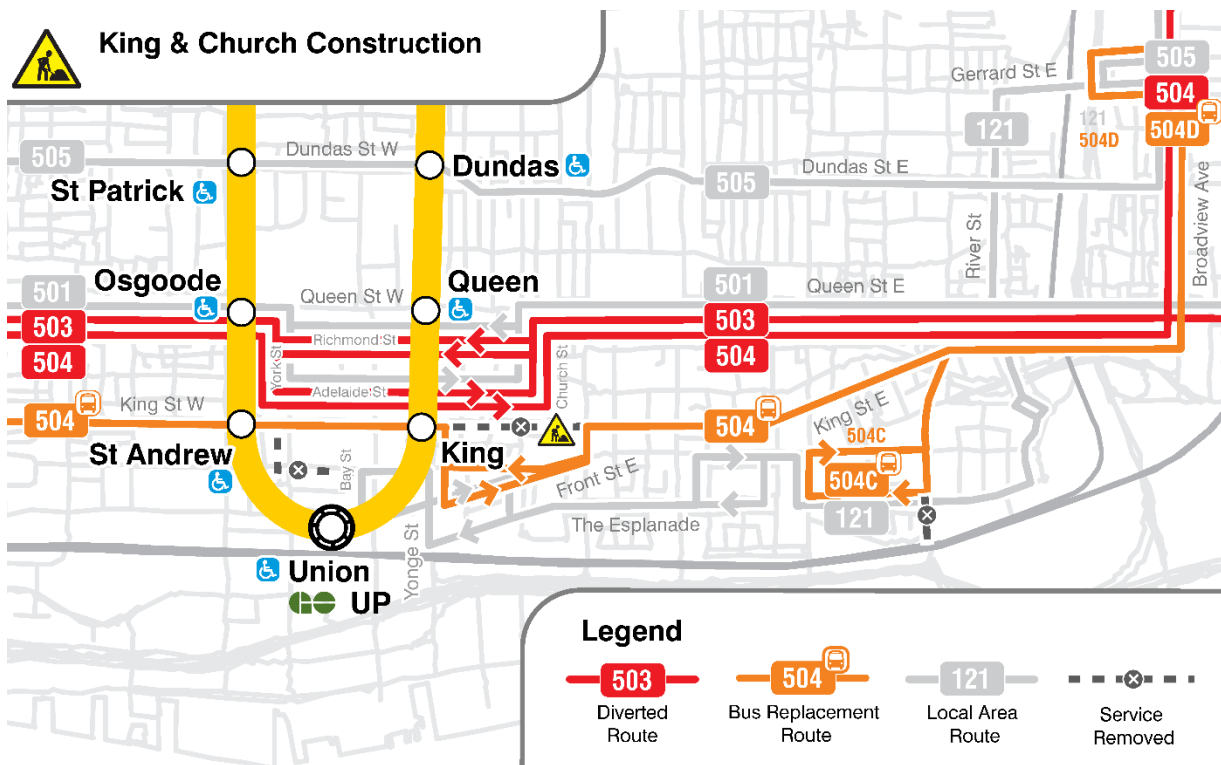 King & Church Construction
505
Gerrard St E
504
121
121
504D
504D
505
Dundas St W
Dundas
St Patrick
505
Dundas St E
River St
Broadview Ave
Osgoode
Queen
501
Queen St W
501
Queen St E
503
503
504
504
Richmond St
York St
Adelaide St
Church St
504
King St W
504
King St E
504C
St Andrew
Bay St
King
Front St E
504C
121
The Esplanade
Yonge St
Union
UP
Legend
503
504
121
Diverted
Route
Bus Replacement
Route
Local Area
Route
Service
Removed